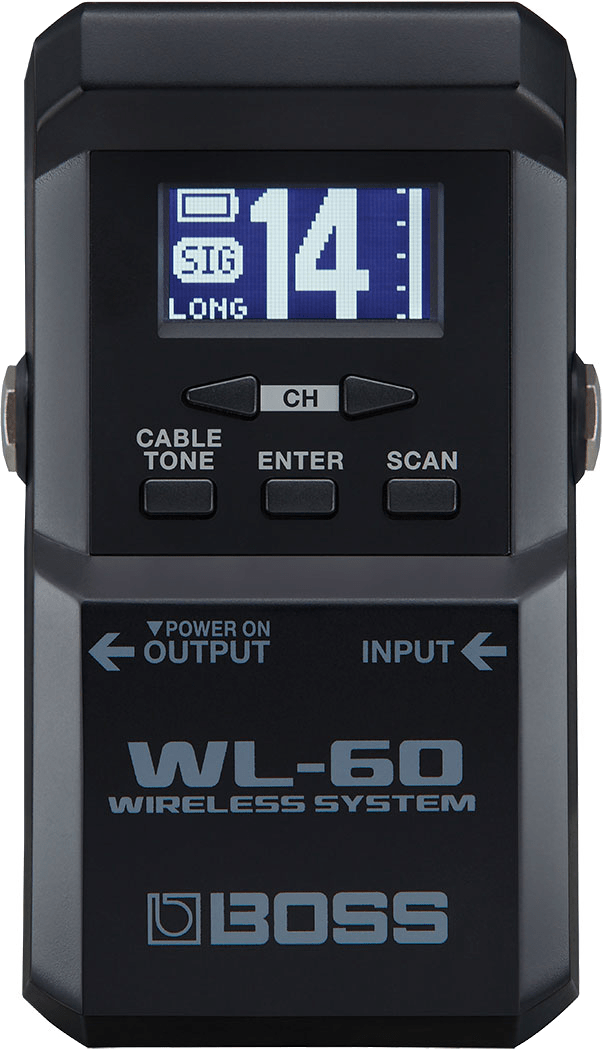 14
SIG
LONG
CH
CABLE TONE
ENTER
SCAN
▼POWER ON
OUTPUT
INPUT
WL-60
WIRELESS SYSTEM
BOSS